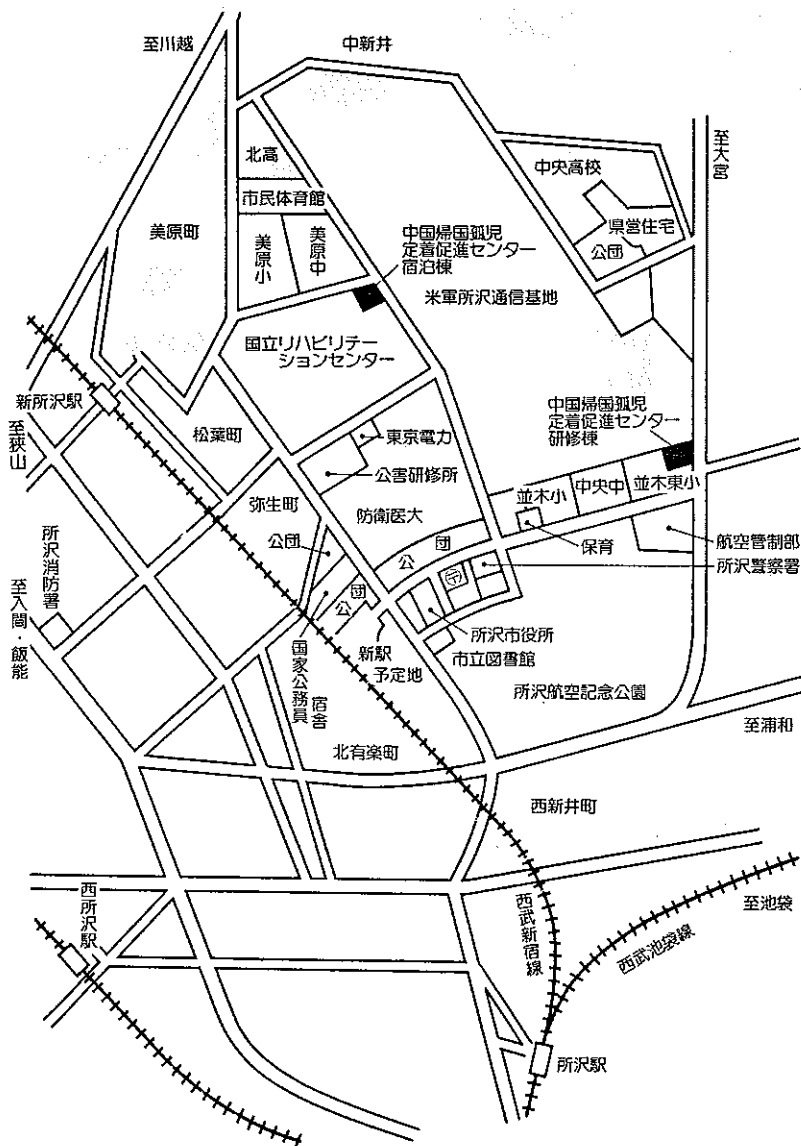 至川越
中新井
至大宮
北高
市民体育館
美原町
美原小
美原中
中央高校
県営住宅
公団
中国帰国孤児
定着促進センター
宿泊棟
米軍所沢通信基地
国立リハビリテー
ションセンター
新所沢駅
至狭山
松葉町
東京電力
公害研修所
中国帰国孤児
定着促進センター
研修棟
弥生町
防衛医大
並木小
中央中
並木東小
公団
公団
公団
保育
航空管制部
所沢警察署
〒
所沢消防署
至入間・飯能
国家公務員
宿舎
新駅
予定地
所沢市役所
市立図書館
所沢航空記念公園
至浦和
北有楽町
西新井町
西所沢駅
西武新宿線
西武池袋線
至池袋
所沢駅